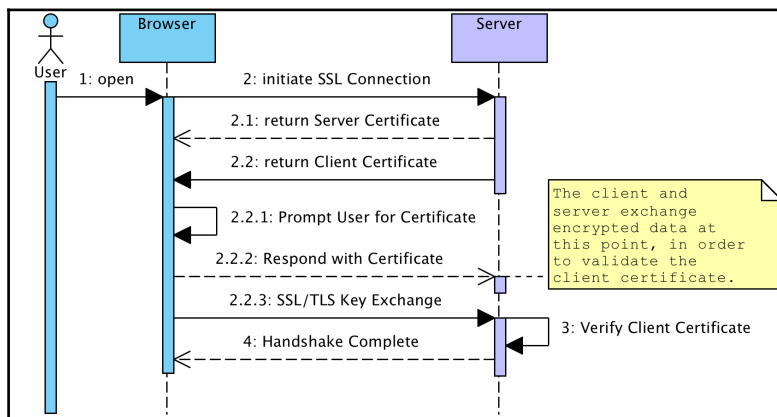 Browser
Server
User
1: open
2: initiate SSL Connection
2.1: return Server Certificate
2.2: return Client Certificate
2.2.1: Prompt User for Certificate
The client and
server exchange
encrypted data at
this point, in order
to validate the
client certificate.
2.2.2: Respond with Certificate
2.2.3: SSL/TLS Key Exchange
3: Verify Client Certificate
4: Handshake Complete